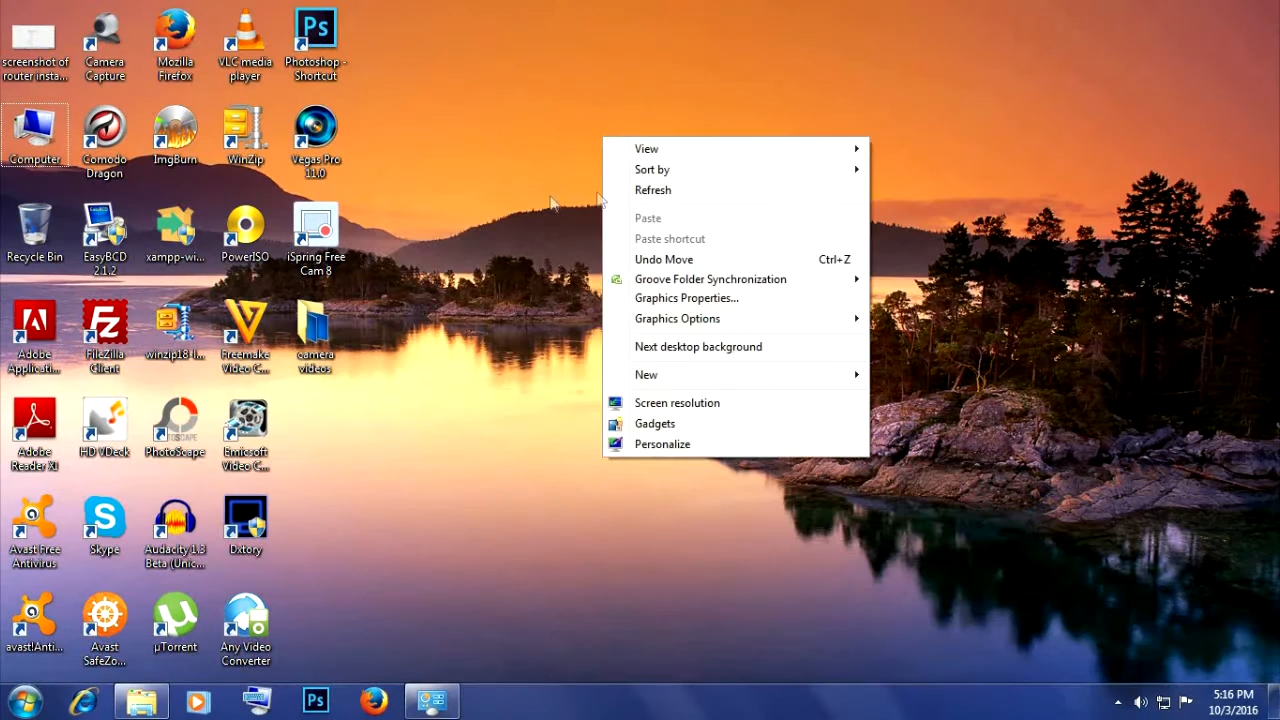 screenshot of
router insta...
Camera
Capture
Mozilla
Firefox
VLC media
player
Ps
Photoshop -
Shortcut
Computer
Comodo
Dragon
ImgBurn
WinZip
Vegas Pro
11.0
Recycle Bin
EasyBCD
2.1.2
xampp-wi...
PowerISO
iSpring Free
Cam 8
Adobe
Applicati...
FileZilla
Client
winzip18_l...
Freemake
Video C...
camera
videos
Adobe
Reader XI
HD VDeck
PhotoScape
Emicsoft
Video C...
Avast Free
Antivirus
Skype
Audacity 1.3
Beta (Unic...
Dxtory
avast!Anti...
Avast
SafeZo...
µTorrent
Any Video
Converter
View
Sort by
Refresh
Paste
Paste shortcut
Undo Move Ctrl+Z
Groove Folder Synchronization
Graphics Properties...
Graphics Options
Next desktop background
New
Screen resolution
Gadgets
Personalize
Ps
5:16 PM
10/3/2016